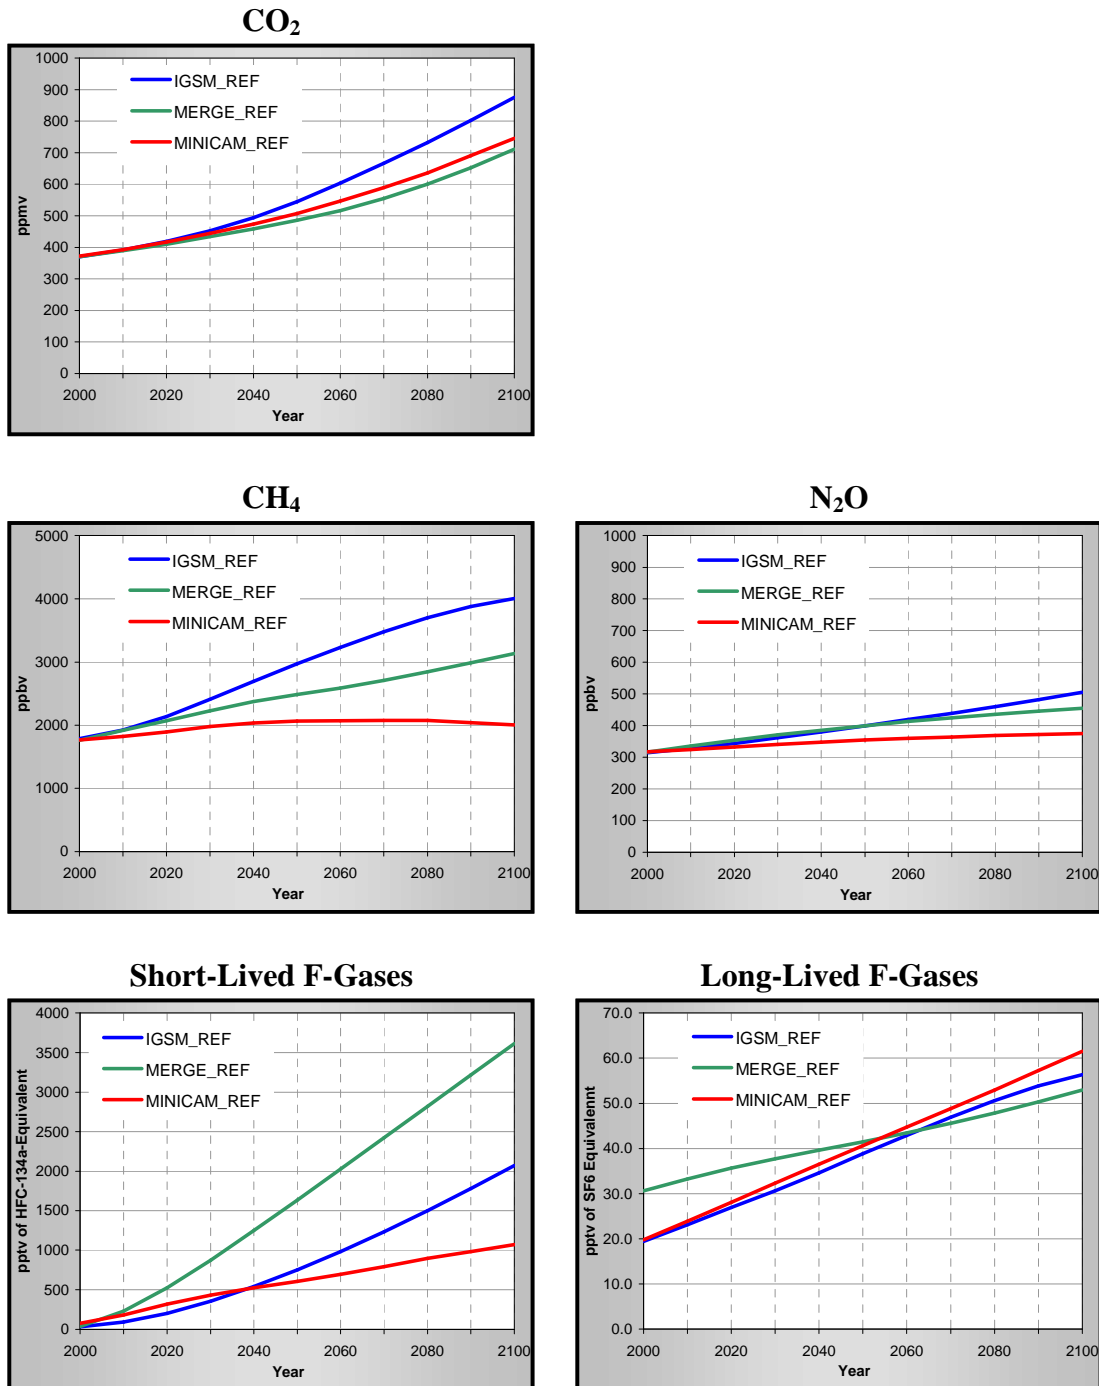 CO₂
1000
900
800
700
600
500
400
300
200
100
0
ppmv
IGSM_REF
MERGE_REF
MINICAM_REF
2000 2020 2040 2060 2080 2100
Year
CH₄
5000
4000
3000
2000
1000
0
ppbv
IGSM_REF
MERGE_REF
MINICAM_REF
2000 2020 2040 2060 2080 2100
Year
N₂O
1000
900
800
700
600
500
400
300
200
100
0
ppbv
IGSM_REF
MERGE_REF
MINICAM_REF
2000 2020 2040 2060 2080 2100
Year
Short-Lived F-Gases
4000
3500
3000
2500
2000
1500
1000
500
0
pptv of HFC-134a-Equivalent
IGSM_REF
MERGE_REF
MINICAM_REF
2000 2020 2040 2060 2080 2100
Year
Long-Lived F-Gases
70.0
60.0
50.0
40.0
30.0
20.0
10.0
0.0
pptv of SF6 Equivalennt
IGSM_REF
MERGE_REF
MINICAM_REF
2000 2020 2040 2060 2080 2100
Year